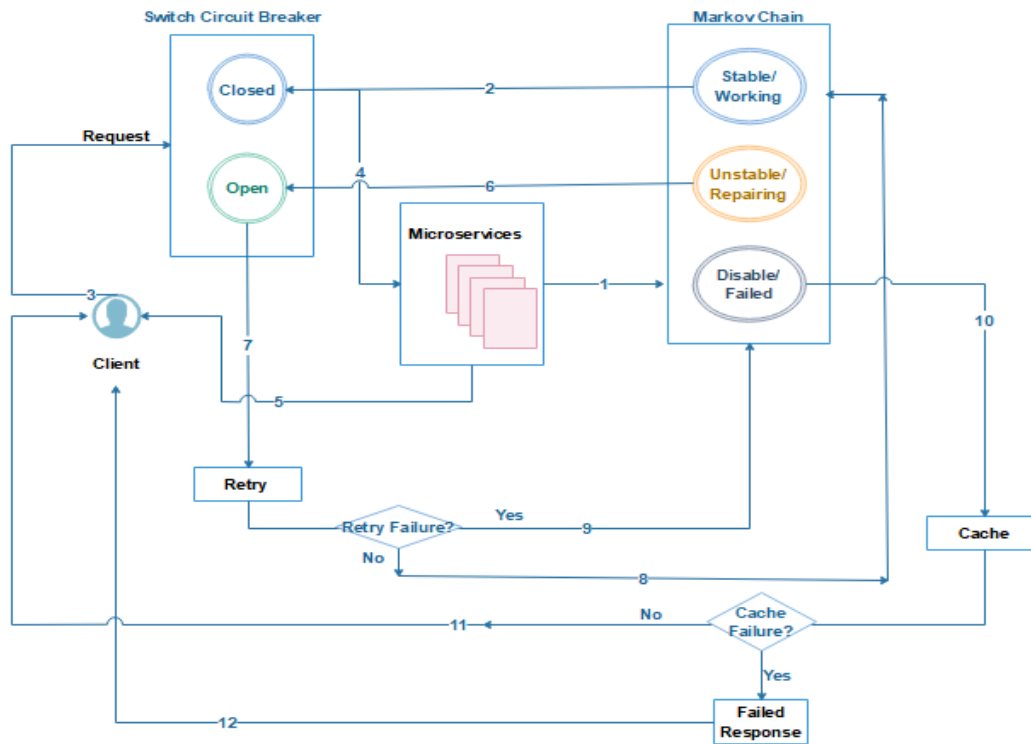 Switch Circuit Breaker
Markov Chain
Closed
2
Stable/
Working
Request
4
Open
6
Unstable/
Repairing
Microservices
Disable/
Failed
1
3
10
7
Client
5
Retry
Retry Failure?
Yes
9
Cache
No
8
Cache
Failure?
No
11
Yes
Failed
Response
12